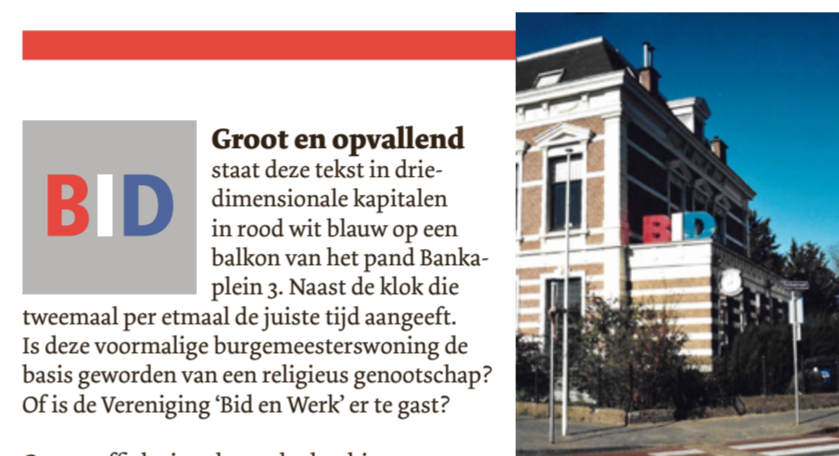 BID
Groot en opvallend
staat deze tekst in drie-
dimensionale kapitalen
in rood wit blauw op een
balkon van het pand Banka-
plein 3. Naast de klok die
tweemaal per etmaal de juiste tijd aangeeft.
Is deze voormalige burgemeesterswoning de
basis geworden van een religieus genootschap?
Of is de Vereniging ‘Bid en Werk’ er te gast?
BID